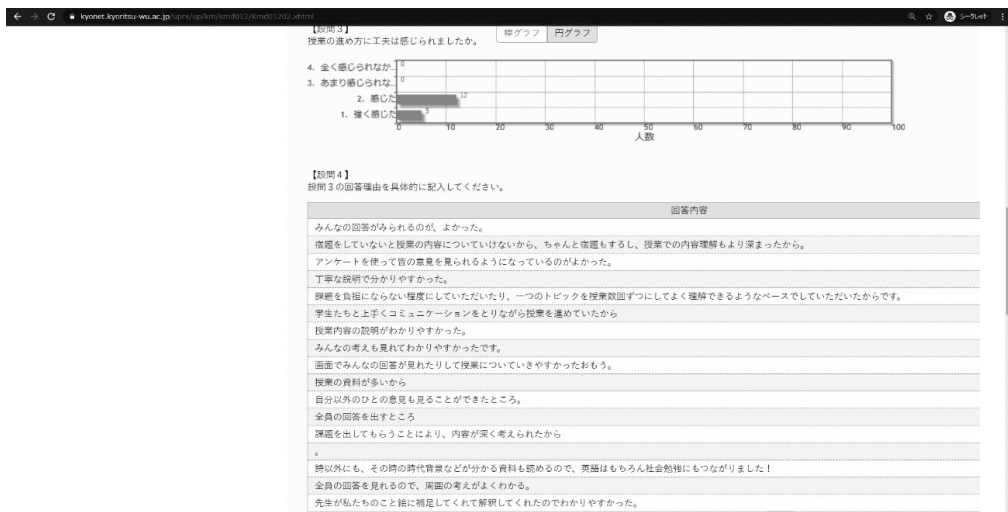 kyonet.kyoritsu-wu.ac.jp/uprx/up/km/kmd012/Kmd01202.xhtml
シークレット
【設問３】
授業の進め方に工夫は感じられましたか。
棒グラフ 円グラフ
4. 全く感じられなか... 0
3. あまり感じられな... 0
2. 感じた 12
1. 強く感じた 5
0 10 20 30 40 50 60 70 80 90 100
人数
【設問４】
設問３の回答理由を具体的に記入してください。
回答内容
みんなの回答がみられるのが、よかった。
宿題をしていないと授業の内容についていけないから、ちゃんと宿題もするし、授業での内容理解もより深まったから。
アンケートを使って皆の意見を見られるようになっているのがよかった。
丁寧な説明で分かりやすかった。
課題を負担にならない程度にしていただいたり、一つのトピックを授業数回ずつにしてよく理解できるようなペースでしていただいたからです。
学生たちと上手くコミュニケーションをとりながら授業を進めていたから
授業内容の説明がわかりやすかった。
みんなの考えも見れてわかりやすかったです。
画面でみんなの回答が見れたりして授業についていきやすかったおもう。
授業の資料が多いから
自分以外のひとの意見も見ることができたところ。
全員の回答を出すところ
課題を出してもらうことにより、内容が深く考えられたから
。
詩以外にも、その時の時代背景などが分かる資料も読めるので、英語はもちろん社会勉強にもつながりました！
全員の回答を見れるので、周囲の考えがよくわかる。
先生が私たちのこと絵に補足してくれて解釈してくれたのでわかりやすかった。